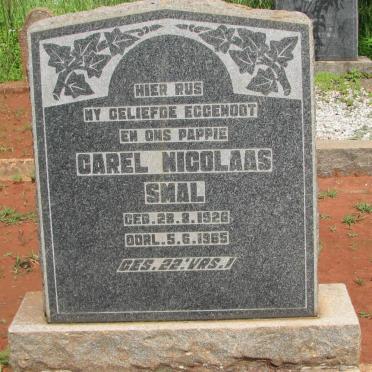 HIER RUS
MY GELIEFDE EGGENOOT
EN ONS PAPPIE
CAREL NICOLAAS
SMAL
GEB. 28.3.1926
OORL. 5.6.1965
GES. 22: VRS. 1